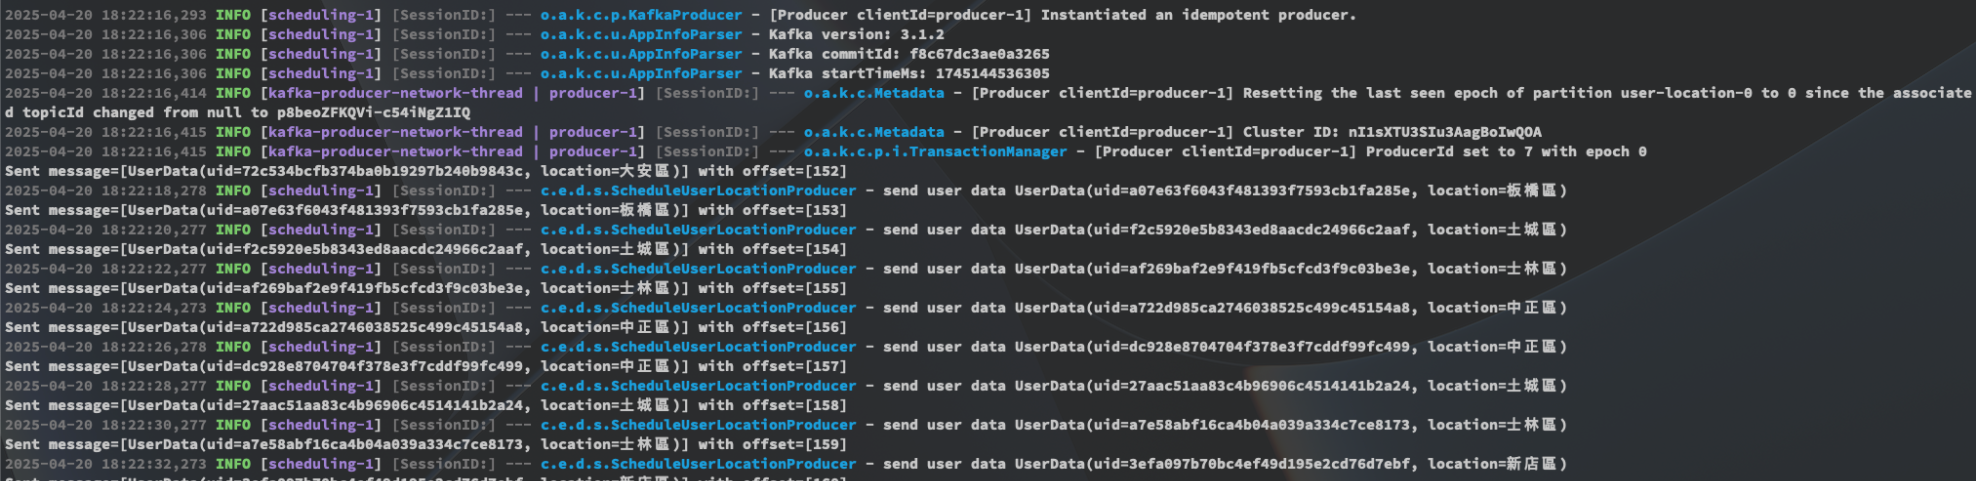 2025-04-20 18:22:16,293 INFO [scheduling-1] [SessionID:] --- o.a.k.c.p.KafkaProducer - [Producer clientId=producer-1] Instantiated an idempotent producer.
2025-04-20 18:22:16,306 INFO [scheduling-1] [SessionID:] --- o.a.k.c.u.AppInfoParser - Kafka version: 3.1.2
2025-04-20 18:22:16,306 INFO [scheduling-1] [SessionID:] --- o.a.k.c.u.AppInfoParser - Kafka commitId: f8c67dc3ae0a3265
2025-04-20 18:22:16,306 INFO [scheduling-1] [SessionID:] --- o.a.k.c.u.AppInfoParser - Kafka startTimeMs: 1745144536305
2025-04-20 18:22:16,414 INFO [kafka-producer-network-thread | producer-1] [SessionID:] --- o.a.k.c.Metadata - [Producer clientId=producer-1] Resetting the last seen epoch of partition user-location-0 to 0 since the associate
d topicId changed from null to p8beoZFKQVi-c54iNgZ1IQ
2025-04-20 18:22:16,415 INFO [kafka-producer-network-thread | producer-1] [SessionID:] --- o.a.k.c.Metadata - [Producer clientId=producer-1] Cluster ID: nI1sXTU3SIu3AagBoIwQOA
2025-04-20 18:22:16,415 INFO [kafka-producer-network-thread | producer-1] [SessionID:] --- o.a.k.c.p.i.TransactionManager - [Producer clientId=producer-1] ProducerId set to 7 with epoch 0
Sent message=[UserData(uid=72c534bcfb374ba0b19297b240b9843c, location=大安區)] with offset=[152]
2025-04-20 18:22:18,278 INFO [scheduling-1] [SessionID:] --- c.e.d.s.ScheduleUserLocationProducer - send user data UserData(uid=a07e63f6043f481393f7593cb1fa285e, location=板橋區)
Sent message=[UserData(uid=a07e63f6043f481393f7593cb1fa285e, location=板橋區)] with offset=[153]
2025-04-20 18:22:20,277 INFO [scheduling-1] [SessionID:] --- c.e.d.s.ScheduleUserLocationProducer - send user data UserData(uid=f2c5920e5b8343ed8aacdc24966c2aaf, location=土城區)
Sent message=[UserData(uid=f2c5920e5b8343ed8aacdc24966c2aaf, location=土城區)] with offset=[154]
2025-04-20 18:22:22,277 INFO [scheduling-1] [SessionID:] --- c.e.d.s.ScheduleUserLocationProducer - send user data UserData(uid=af269baf2e9f419fb5cfcd3f9c03be3e, location=士林區)
Sent message=[UserData(uid=af269baf2e9f419fb5cfcd3f9c03be3e, location=士林區)] with offset=[155]
2025-04-20 18:22:24,273 INFO [scheduling-1] [SessionID:] --- c.e.d.s.ScheduleUserLocationProducer - send user data UserData(uid=a722d985ca2746038525c499c45154a8, location=中正區)
Sent message=[UserData(uid=a722d985ca2746038525c499c45154a8, location=中正區)] with offset=[156]
2025-04-20 18:22:26,278 INFO [scheduling-1] [SessionID:] --- c.e.d.s.ScheduleUserLocationProducer - send user data UserData(uid=dc928e8704704f378e3f7cddf99fc499, location=中正區)
Sent message=[UserData(uid=dc928e8704704f378e3f7cddf99fc499, location=中正區)] with offset=[157]
2025-04-20 18:22:28,277 INFO [scheduling-1] [SessionID:] --- c.e.d.s.ScheduleUserLocationProducer - send user data UserData(uid=27aac51aa83c4b96906c4514141b2a24, location=土城區)
Sent message=[UserData(uid=27aac51aa83c4b96906c4514141b2a24, location=土城區)] with offset=[158]
2025-04-20 18:22:30,277 INFO [scheduling-1] [SessionID:] --- c.e.d.s.ScheduleUserLocationProducer - send user data UserData(uid=a7e58abf16ca4b04a039a334c7ce8173, location=士林區)
Sent message=[UserData(uid=a7e58abf16ca4b04a039a334c7ce8173, location=士林區)] with offset=[159]
2025-04-20 18:22:32,273 INFO [scheduling-1] [SessionID:] --- c.e.d.s.ScheduleUserLocationProducer - send user data UserData(uid=3efa097b70bc4ef49d195e2cd76d7ebf, location=新店區)